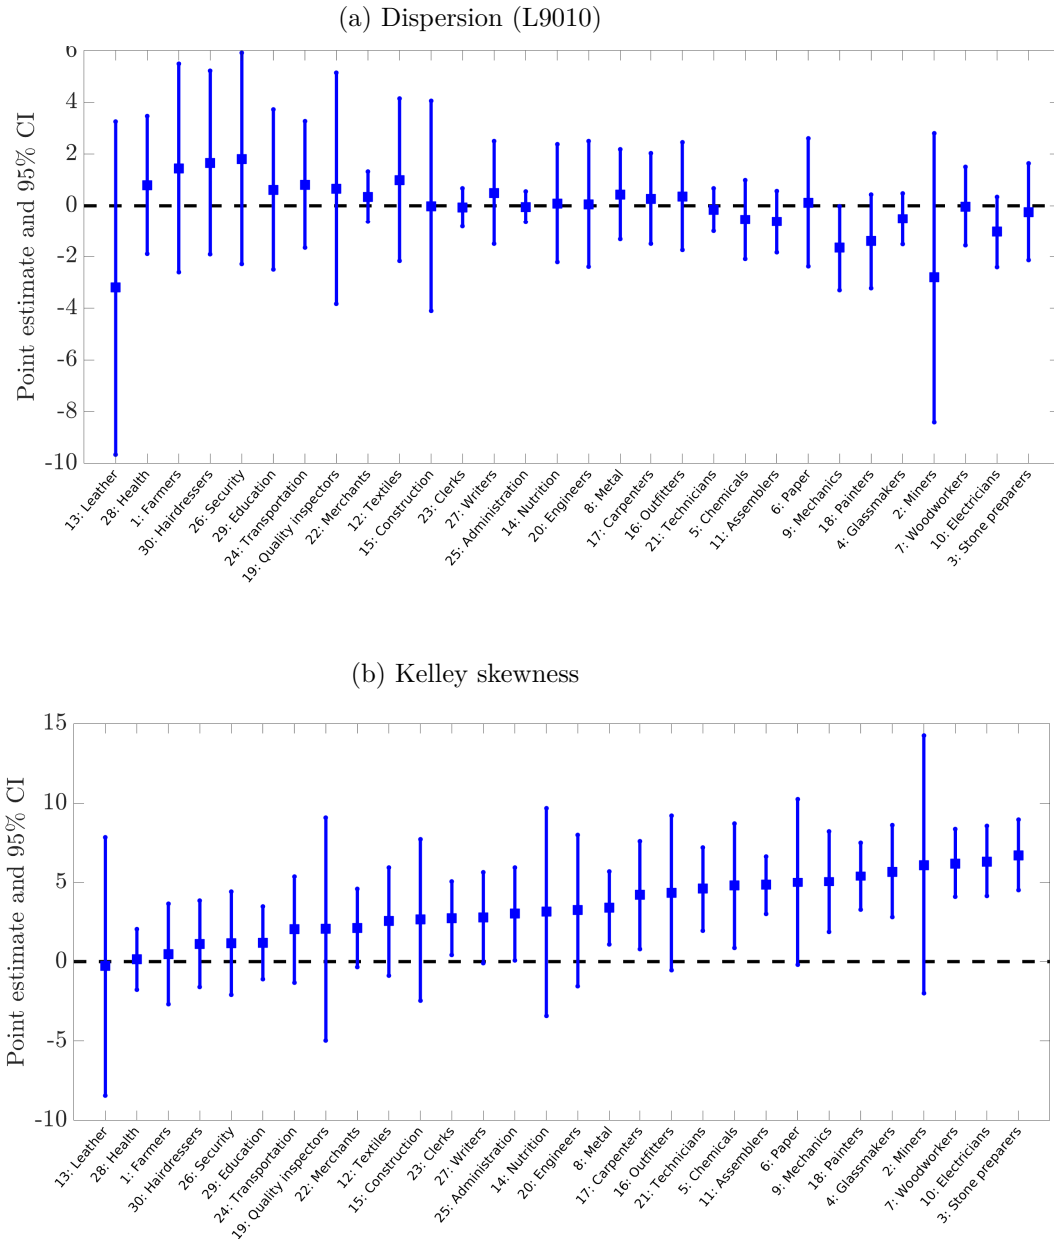 (a) Dispersion (L9010)
Point estimate and 95% CI
6
4
2
0
-2
-4
-6
-8
-10
13: Leather
28: Health
1: Farmers
30: Hairdressers
26: Security
29: Education
24: Transportation
19: Quality inspectors
22: Merchants
12: Textiles
15: Construction
23: Clerks
27: Writers
25: Administration
14: Nutrition
20: Engineers
8: Metal
17: Carpenters
16: Outfitters
21: Technicians
5: Chemicals
11: Assemblers
6: Paper
9: Mechanics
18: Painters
4: Glassmakers
2: Miners
7: Woodworkers
10: Electricians
3: Stone preparers
(b) Kelley skewness
Point estimate and 95% CI
15
10
5
0
-5
-10
13: Leather
28: Health
1: Farmers
30: Hairdressers
26: Security
29: Education
24: Transportation
19: Quality inspectors
22: Merchants
12: Textiles
15: Construction
23: Clerks
27: Writers
25: Administration
14: Nutrition
20: Engineers
8: Metal
17: Carpenters
16: Outfitters
21: Technicians
5: Chemicals
11: Assemblers
6: Paper
9: Mechanics
18: Painters
4: Glassmakers
2: Miners
7: Woodworkers
10: Electricians
3: Stone preparers